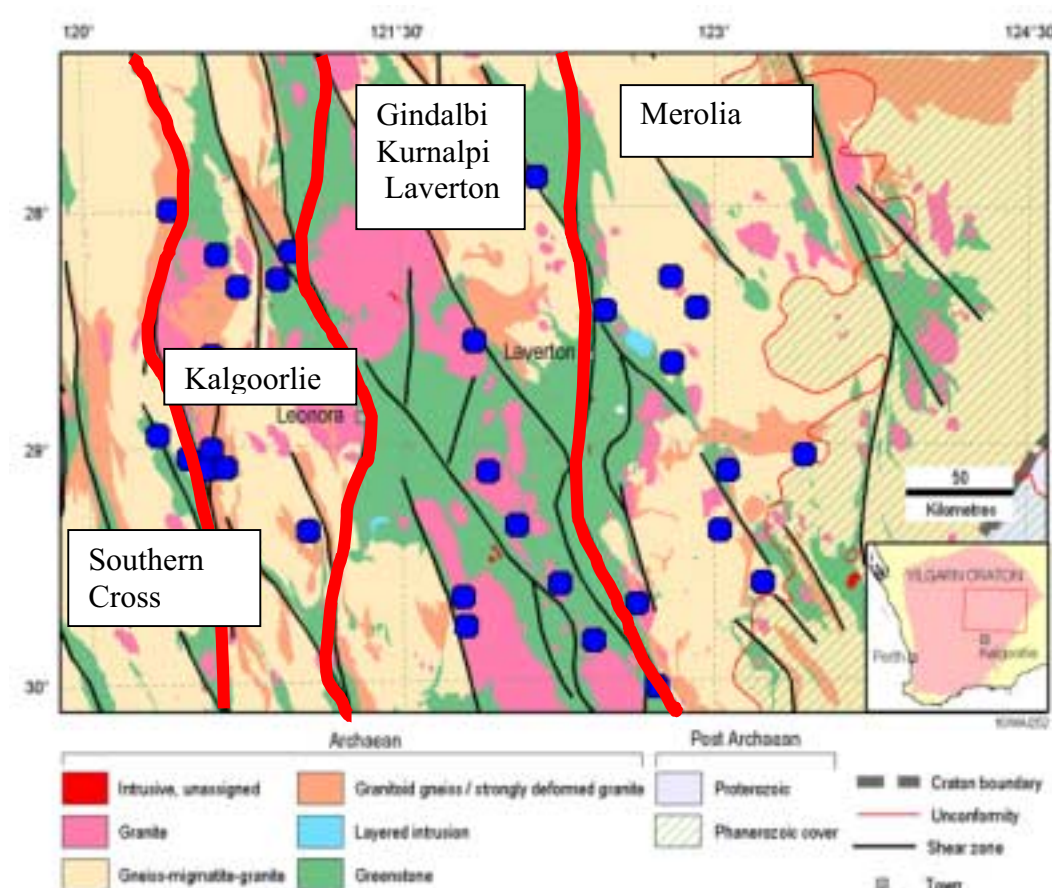 120°
121°30'
123°
124°30'
Gindalbi
Kurnalpi
Laverton
Merolia
28°
Laverton
Kalgoorlie
Leonora
29°
50
Kilometres
Southern
Cross
YILGARN CRATON
Perth
Kalgoorlie
30°
Archaean
Post Archaean
Intrusive, unassigned
Granitoid gneiss / strongly deformed granite
Proterozoic
Craton boundary
Granite
Layered intrusion
Phanerozoic cover
Unconformity
Gneiss-migmatite-granite
Greenstone
Shear zone
Town